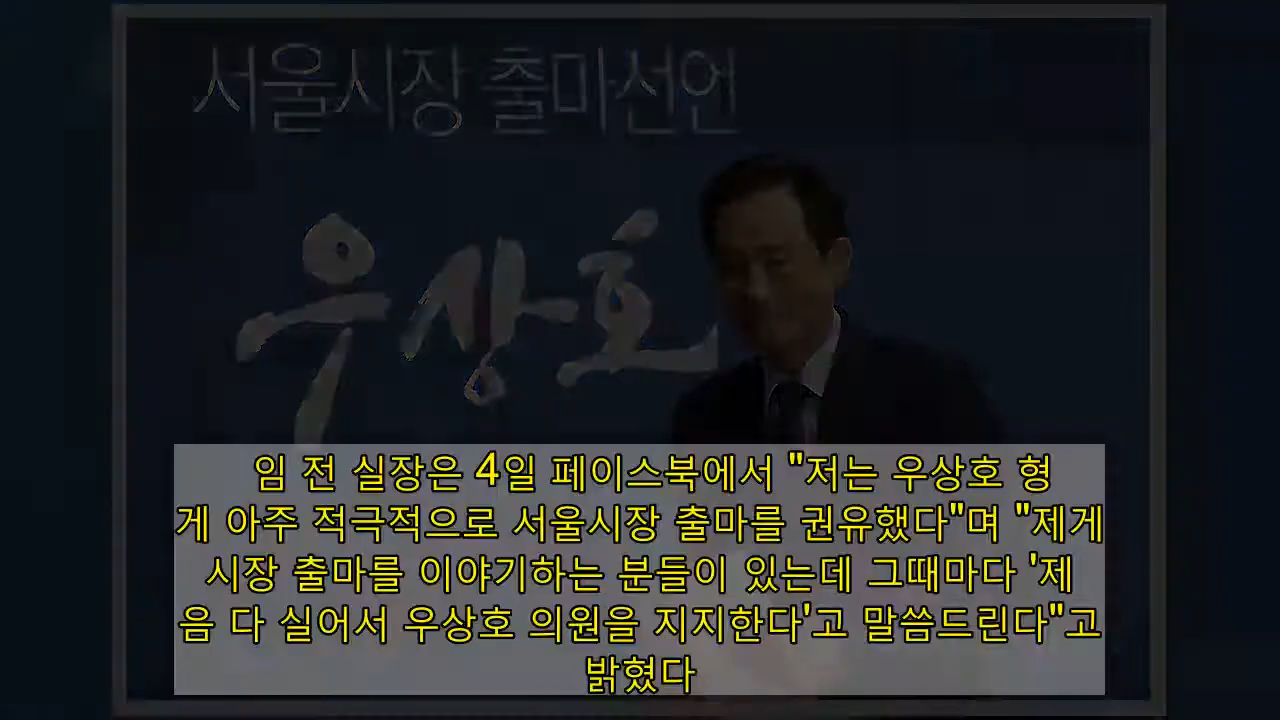 서울시장 출마선언
우상호
임 전 실장은 4일 페이스북에서 "저는 우상호 형
게 아주 적극적으로 서울시장 출마를 권유했다"며 "제게
시장 출마를 이야기하는 분들이 있는데 그때마다 '제
음 다 실어서 우상호 의원을 지지한다'고 말씀드린다"고
밝혔다